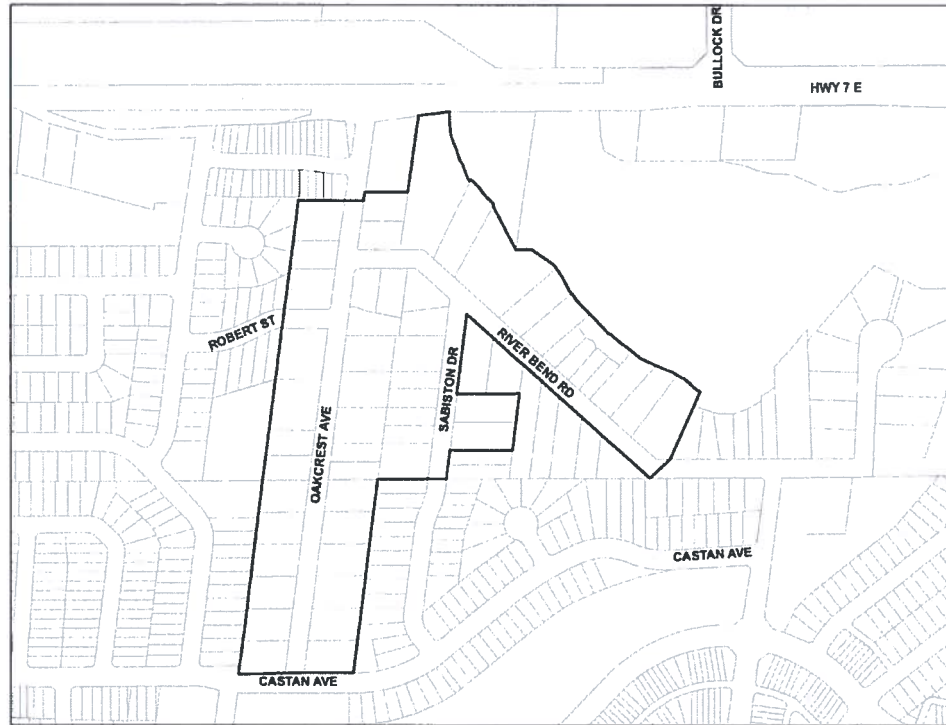 BULLOCK DR
HWY 7 E
ROBERT ST
RIVER BEND RD
SABISTON DR
OAKCREST AVE
CASTAN AVE
CASTAN AVE